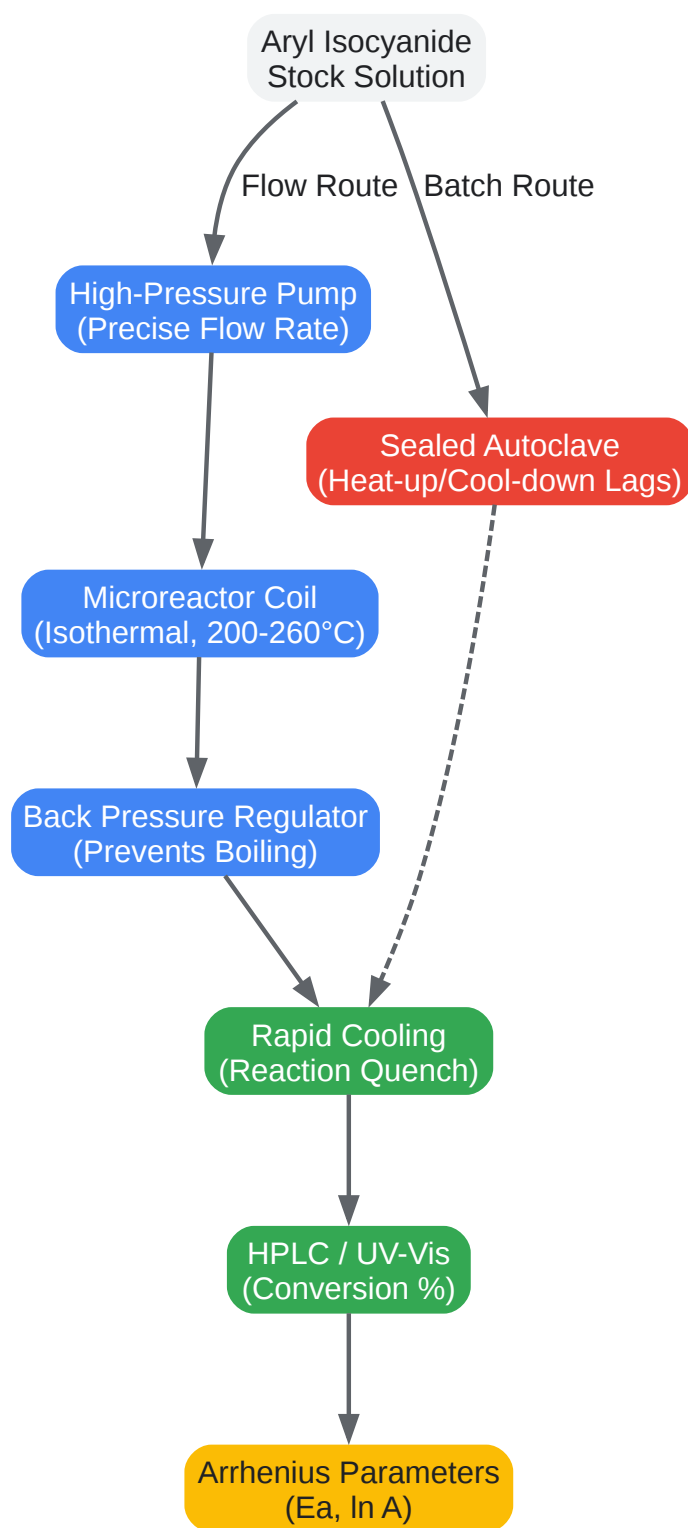 Aryl Isocyanide
Stock Solution
Flow Route
Batch Route
High-Pressure Pump
(Precise Flow Rate)
Sealed Autoclave
(Heat-up/Cool-down Lags)
Microreactor Coil
(Isothermal, 200-260°C)
Back Pressure Regulator
(Prevents Boiling)
Rapid Cooling
(Reaction Quench)
HPLC / UV-Vis
(Conversion %)
Arrhenius Parameters
(Ea, ln A)